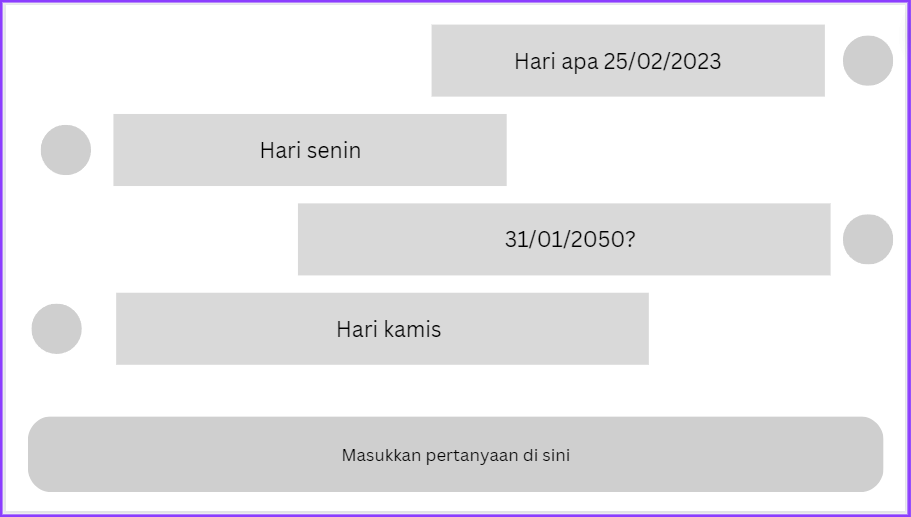 Hari apa 25/02/2023
Hari senin
31/01/2050?
Hari kamis
Masukkan pertanyaan di sini